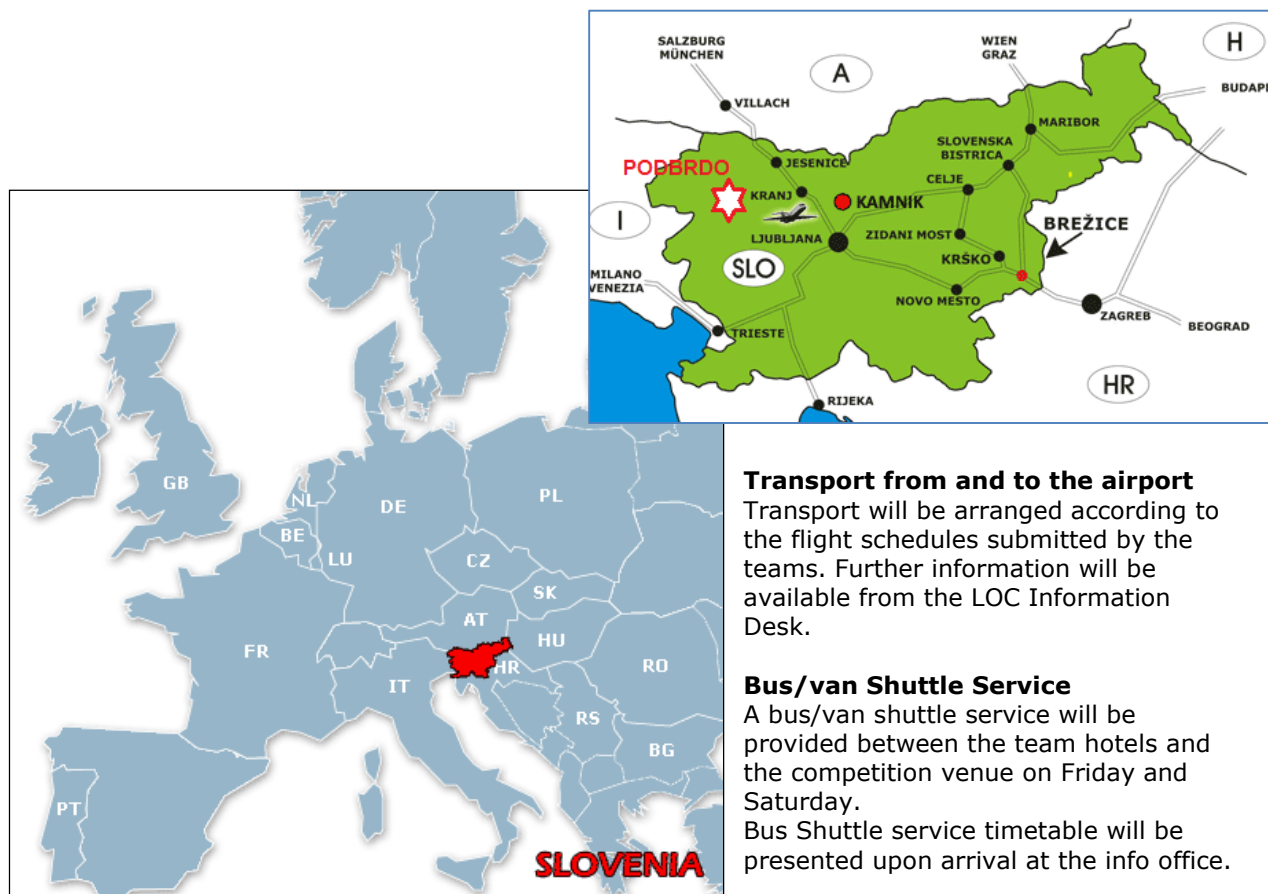 SALZBURG
MÜNCHEN
WIEN
GRAZ
H
A
BUDAPE
VILLACH
MARIBOR
SLOVENSKA
BISTRICA
JESENICE
PODBRDO
CELJE
KRANJ
KAMNIK
I
BREŽICE
LJUBLJANA
ZIDANI MOST
KRŠKO
SLO
MILANO
VENEZIA
NOVO MESTO
ZAGREB
TRIESTE
BEOGRAD
HR
RIJEKA
GB
NL
DE
PL
BE
LU
CZ
SK
AT
HU
FR
HR
RO
IT
RS
BG
PT
SLOVENIA
Transport from and to the airport
Transport will be arranged according to
the flight schedules submitted by the
teams. Further information will be
available from the LOC Information
Desk.
Bus/van Shuttle Service
A bus/van shuttle service will be
provided between the team hotels and
the competition venue on Friday and
Saturday.
Bus Shuttle service timetable will be
presented upon arrival at the info office.